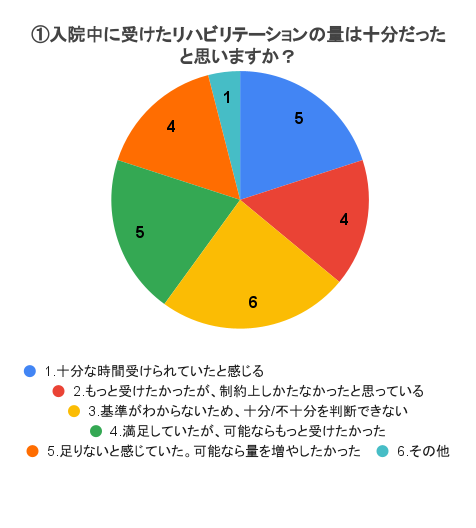 ①入院中に受けたリハビリテーションの量は十分だった
と思いますか？
5
4
6
5
4
1
1.十分な時間受けられていたと感じる
2.もっと受けたかったが、制約上しかたなかったと思っている
3.基準がわからないため、十分/不十分を判断できない
4.満足していたが、可能ならもっと受けたかった
5.足りないと感じていた。可能なら量を増やしたかった 6.その他